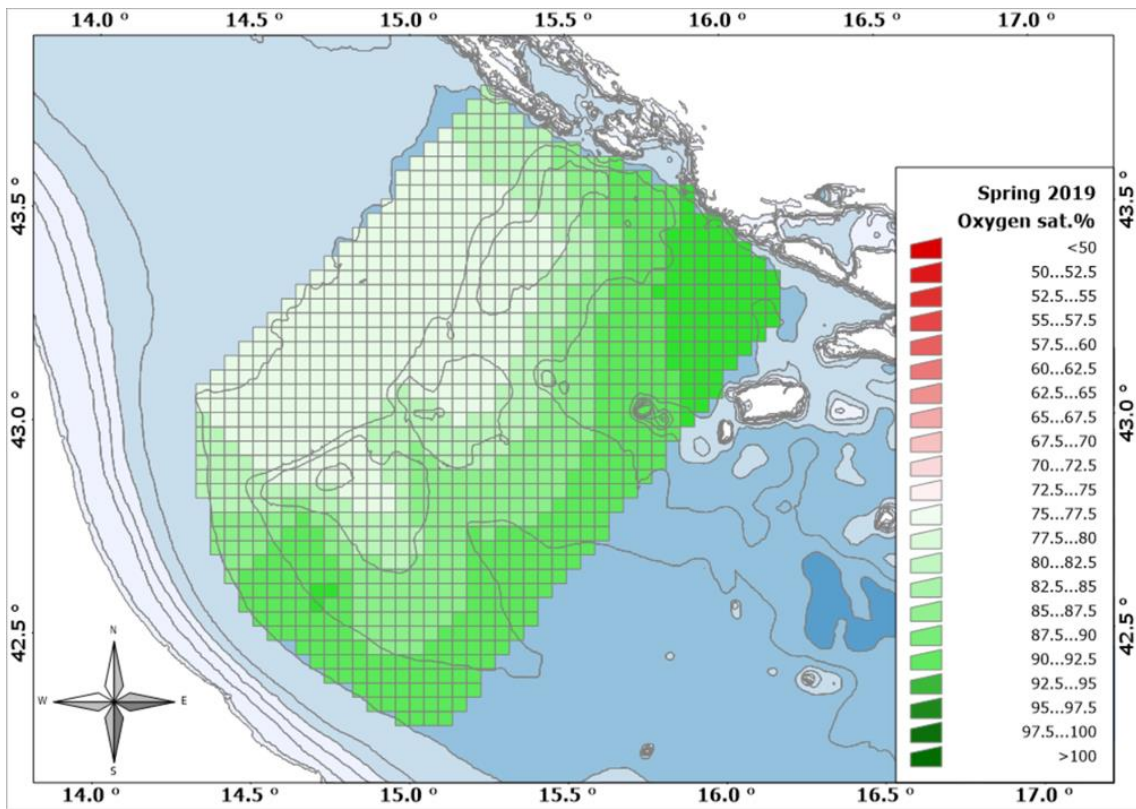 14.0 ° 14.5 ° 15.0 ° 15.5 ° 16.0 ° 16.5 ° 17.0 °
43.5 ° 43.5 °
43.0 ° 43.0 °
42.5 ° 42.5 °
Spring 2019
Oxygen sat.%
<50
50...52.5
52.5...55
55...57.5
57.5...60
60...62.5
62.5...65
65...67.5
67.5...70
70...72.5
72.5...75
75...77.5
77.5...80
80...82.5
82.5...85
85...87.5
87.5...90
90...92.5
92.5...95
95...97.5
97.5...100
>100
N
W E
S
14.0 ° 14.5 ° 15.0 ° 15.5 ° 16.0 ° 16.5 ° 17.0 °